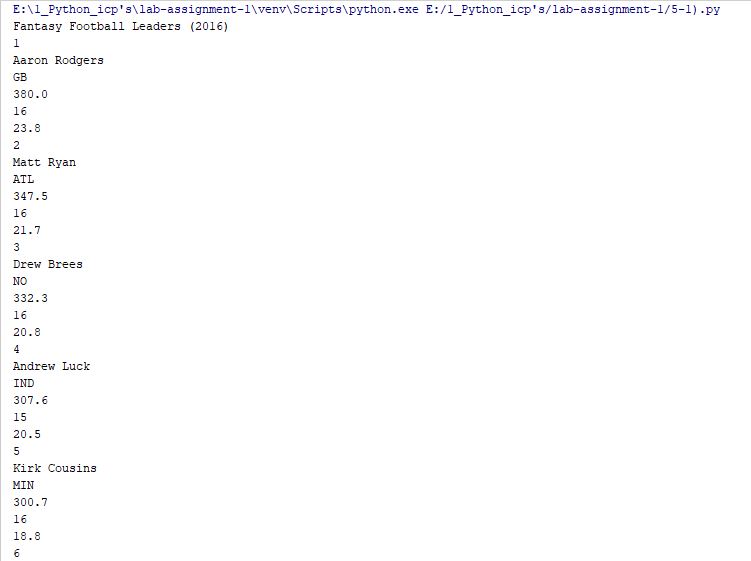 E:\1_Python_icp's\lab-assignment-1\venv\Scripts\python.exe E:/1_Python_icp's/lab-assignment-1/5-1).py
Fantasy Football Leaders (2016)
1
Aaron Rodgers
GB
380.0
16
23.8
2
Matt Ryan
ATL
347.5
16
21.7
3
Drew Brees
NO
332.3
16
20.8
4
Andrew Luck
IND
307.6
15
20.5
5
Kirk Cousins
MIN
300.7
16
18.8
6